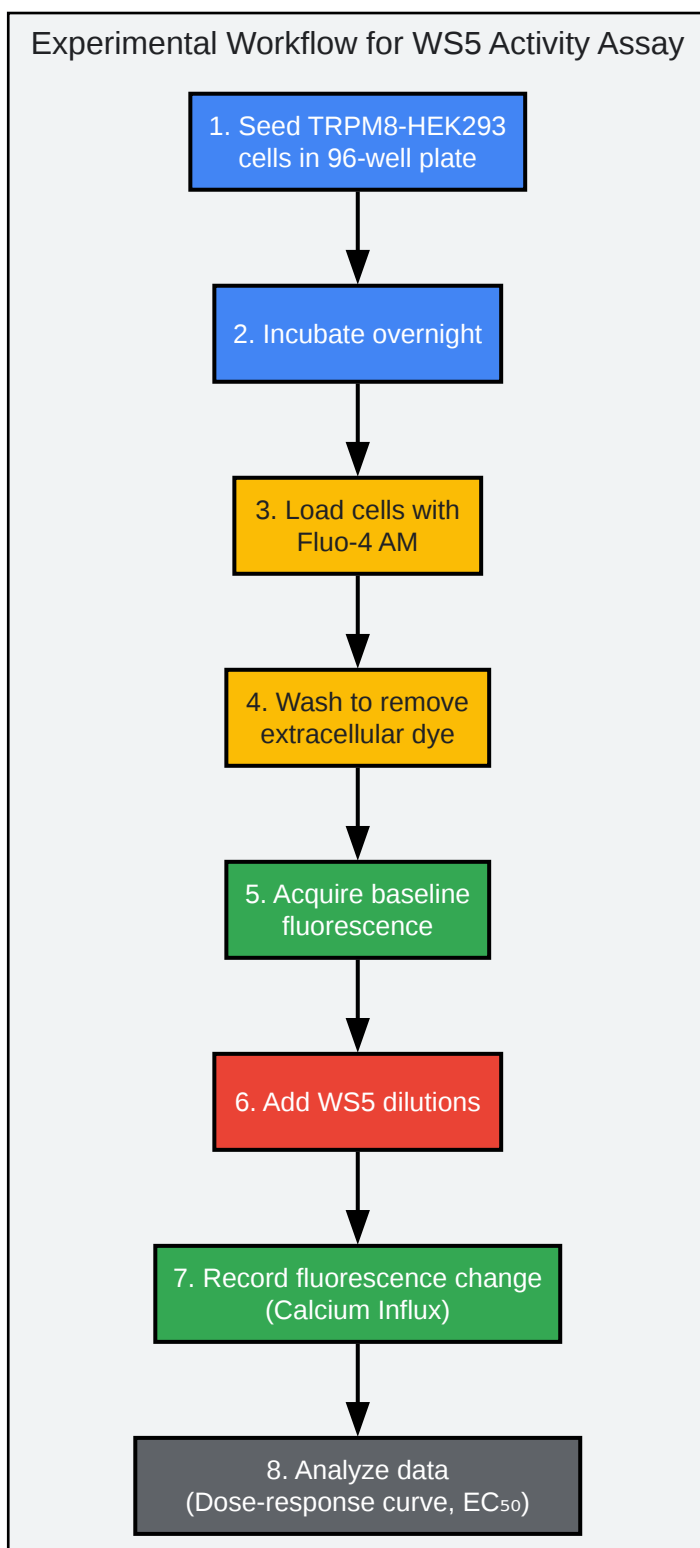 Experimental Workflow for WS5 Activity Assay
1. Seed TRPM8-HEK293
cells in 96-well plate
2. Incubate overnight
3. Load cells with
Fluo-4 AM
4. Wash to remove
extracellular dye
5. Acquire baseline
fluorescence
6. Add WS5 dilutions
7. Record fluorescence change
(Calcium Influx)
8. Analyze data
(Dose-response curve, EC₅₀)